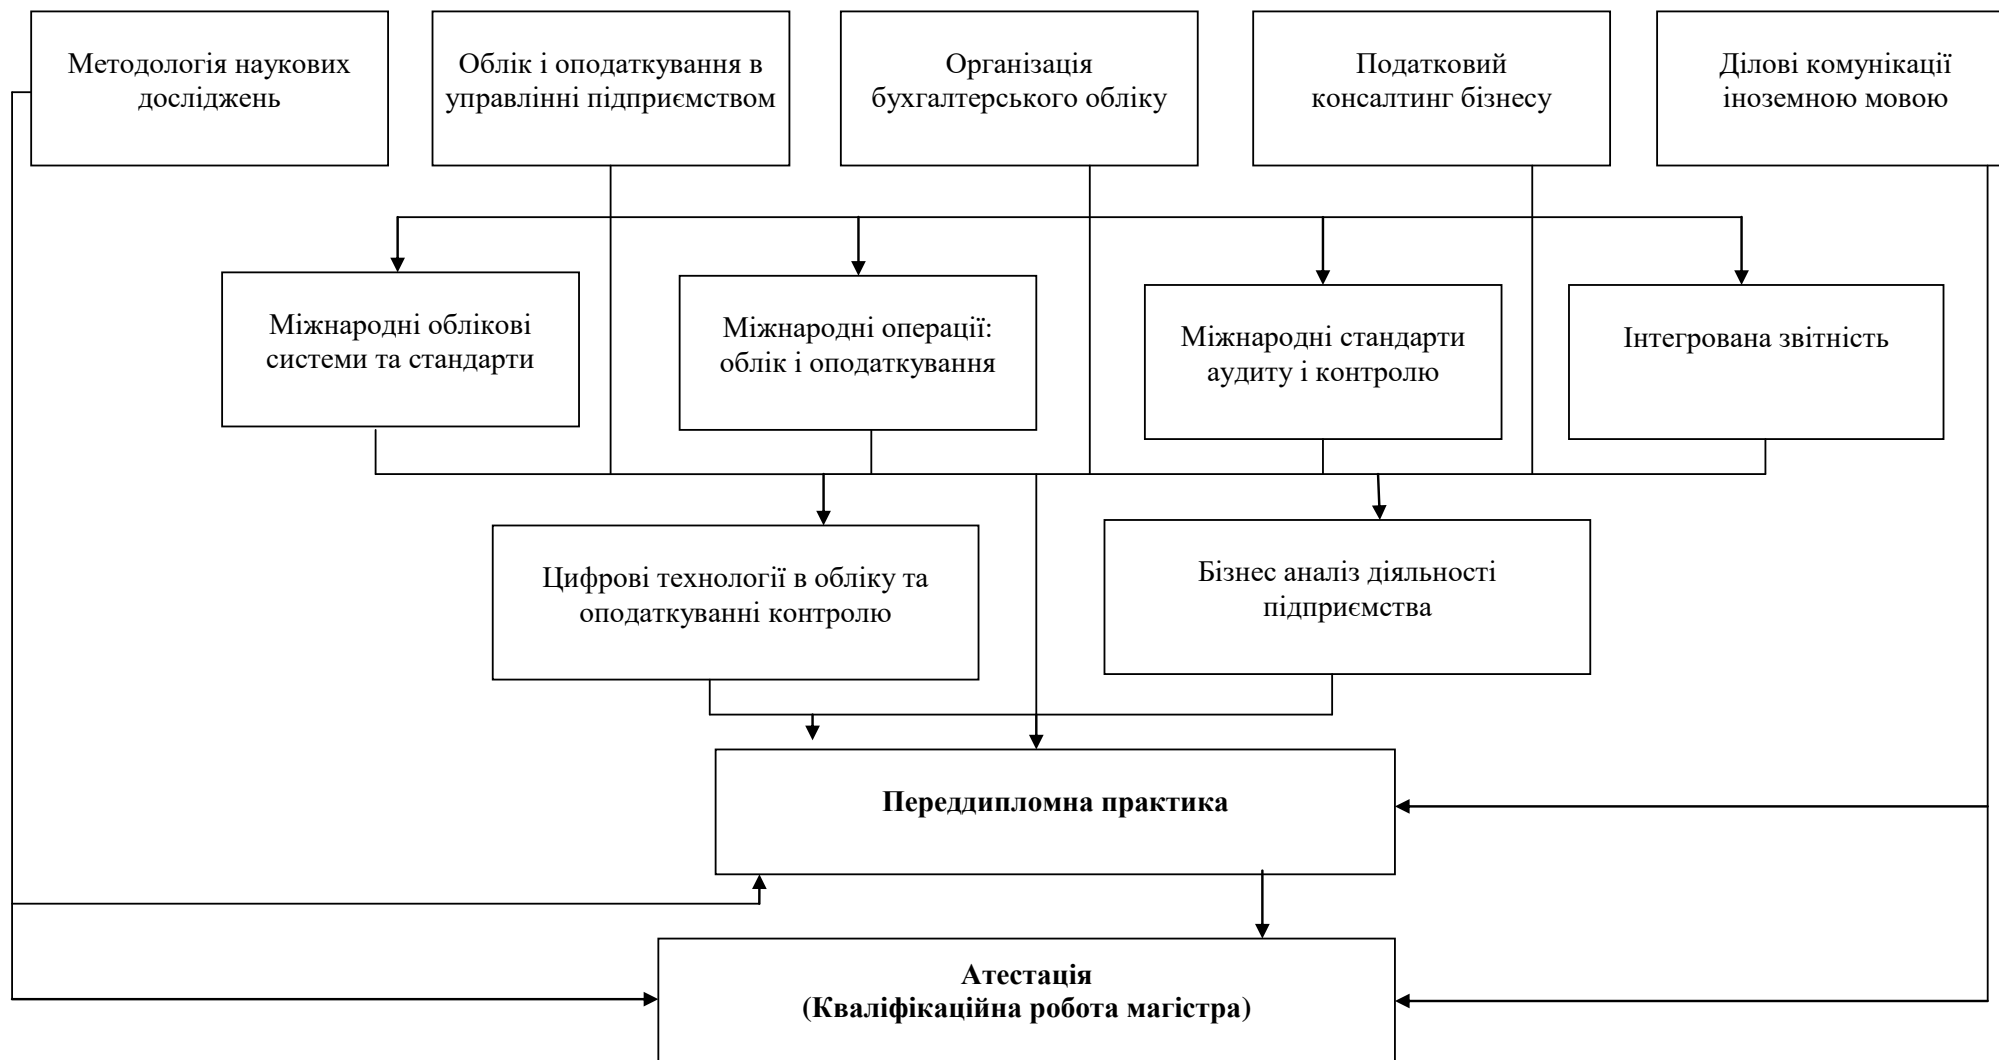 Методологія наукових
досліджень
Облік і оподаткування в
управлінні підприємством
Організація
бухгалтерського обліку
Податковий
консалтинг бізнесу
Ділові комунікації
іноземною мовою
Міжнародні облікові
системи та стандарти
Міжнародні операції:
облік і оподаткування
Міжнародні стандарти
аудиту і контролю
Інтегрована звітність
Цифрові технології в обліку та
оподаткуванні контролю
Бізнес аналіз діяльності
підприємства
Переддипломна практика
Атестація
(Кваліфікаційна робота магістра)